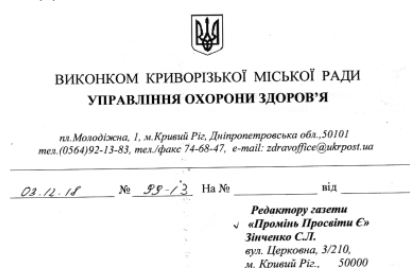 ВИКОНКОМ КРИВОРІЗЬКОЇ МІСЬКОЇ РАДИ
УПРАВЛІННЯ ОХОРОНИ ЗДОРОВ'Я
пл.Молодіжна, 1, м.Кривий Ріг, Дніпропетровська обл.,50101
тел.(0564)92-13-83, тел./факс 74-68-47, e-mail: zdravoffice@ukrpost.ua
03.12.18 № 99-із На № від
Редактору газети
«Промінь Просвіти Є»
Зінченко С.Л.
вул. Церковна, 3/210,
м. Кривий Ріг., 50000